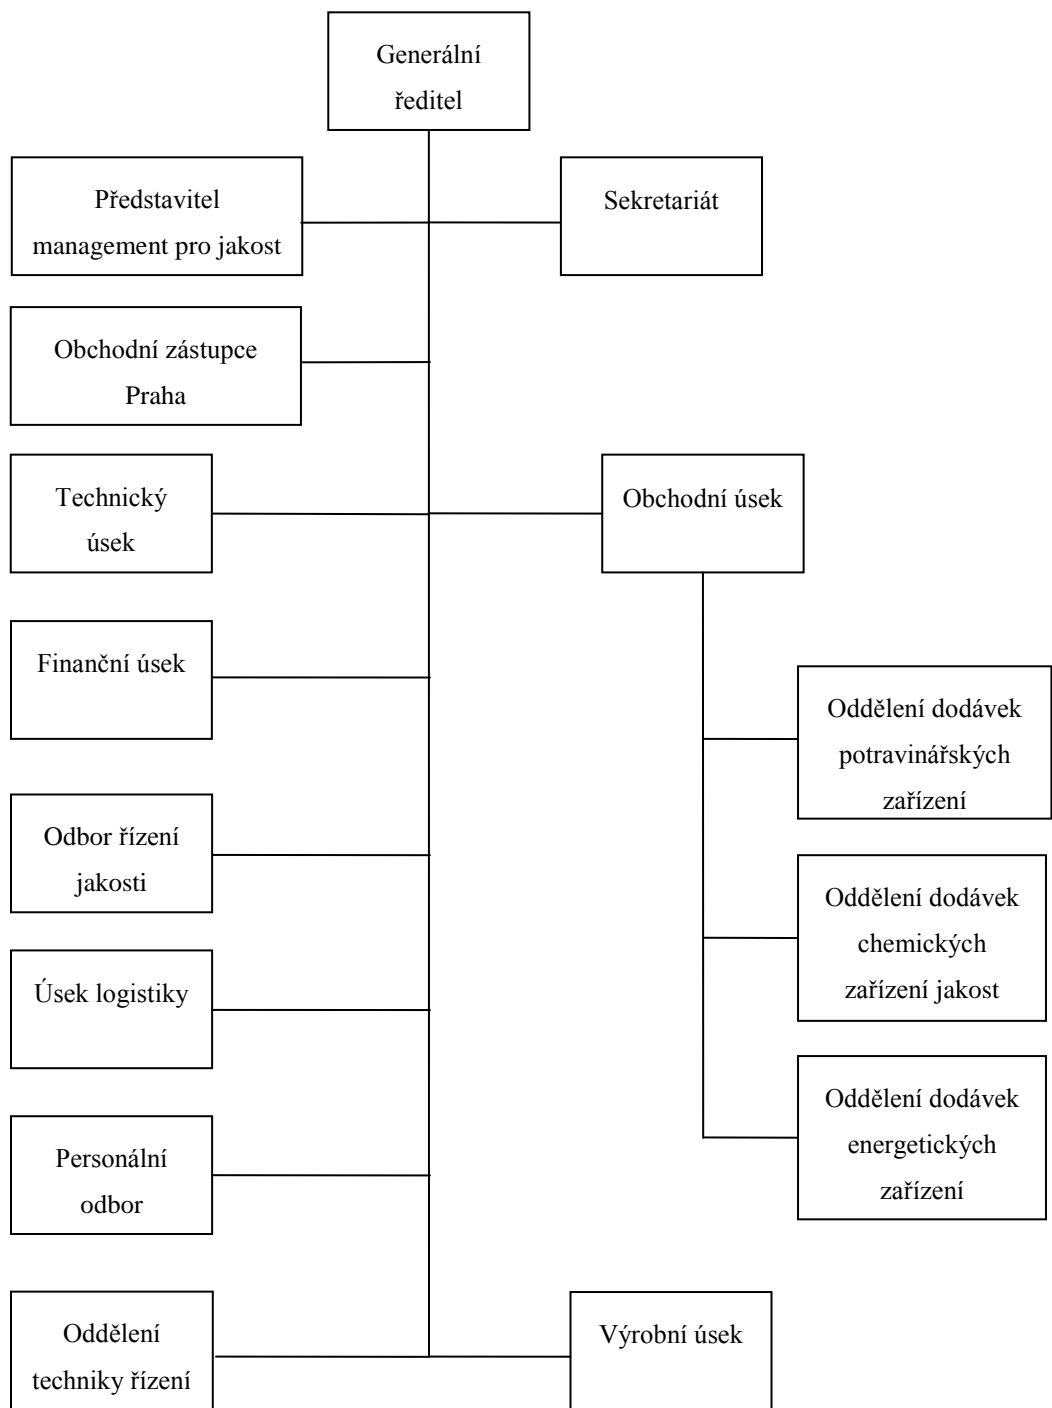 Generální
ředitel
Představitel
management pro jakost
Sekretariát
Obchodní zástupce
Praha
Technický
úsek
Obchodní úsek
Finanční úsek
Oddělení dodávek
potravinářských
zařízení
Odbor řízení
jakosti
Oddělení dodávek
chemických
zařízení jakost
Úsek logistiky
Oddělení dodávek
energetických
zařízení
Personální
odbor
Oddělení
techniky řízení
Výrobní úsek